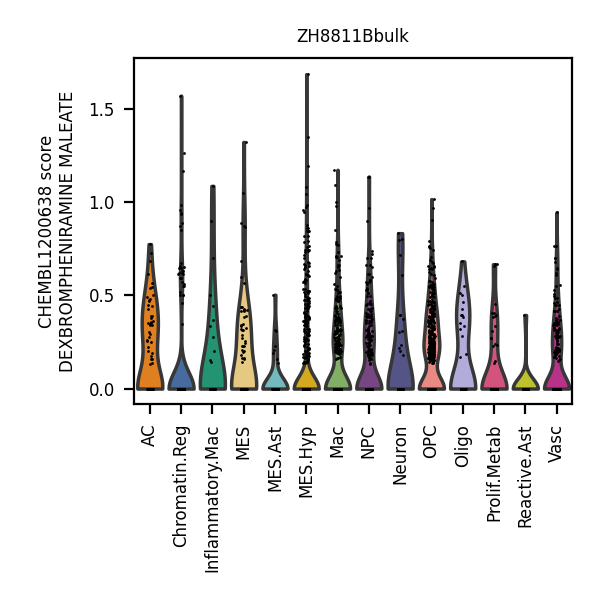 ZH8811Bbulk
CHEMBL1200638 score
DEXBROMPHENIRAMINE MALEATE
1.5
1.0
0.5
0.0
AC
Chromatin.Reg
Inflammatory.Mac
MES
MES.Ast
MES.Hyp
Mac
NPC
Neuron
OPC
Oligo
Prolif.Metab
Reactive.Ast
Vasc